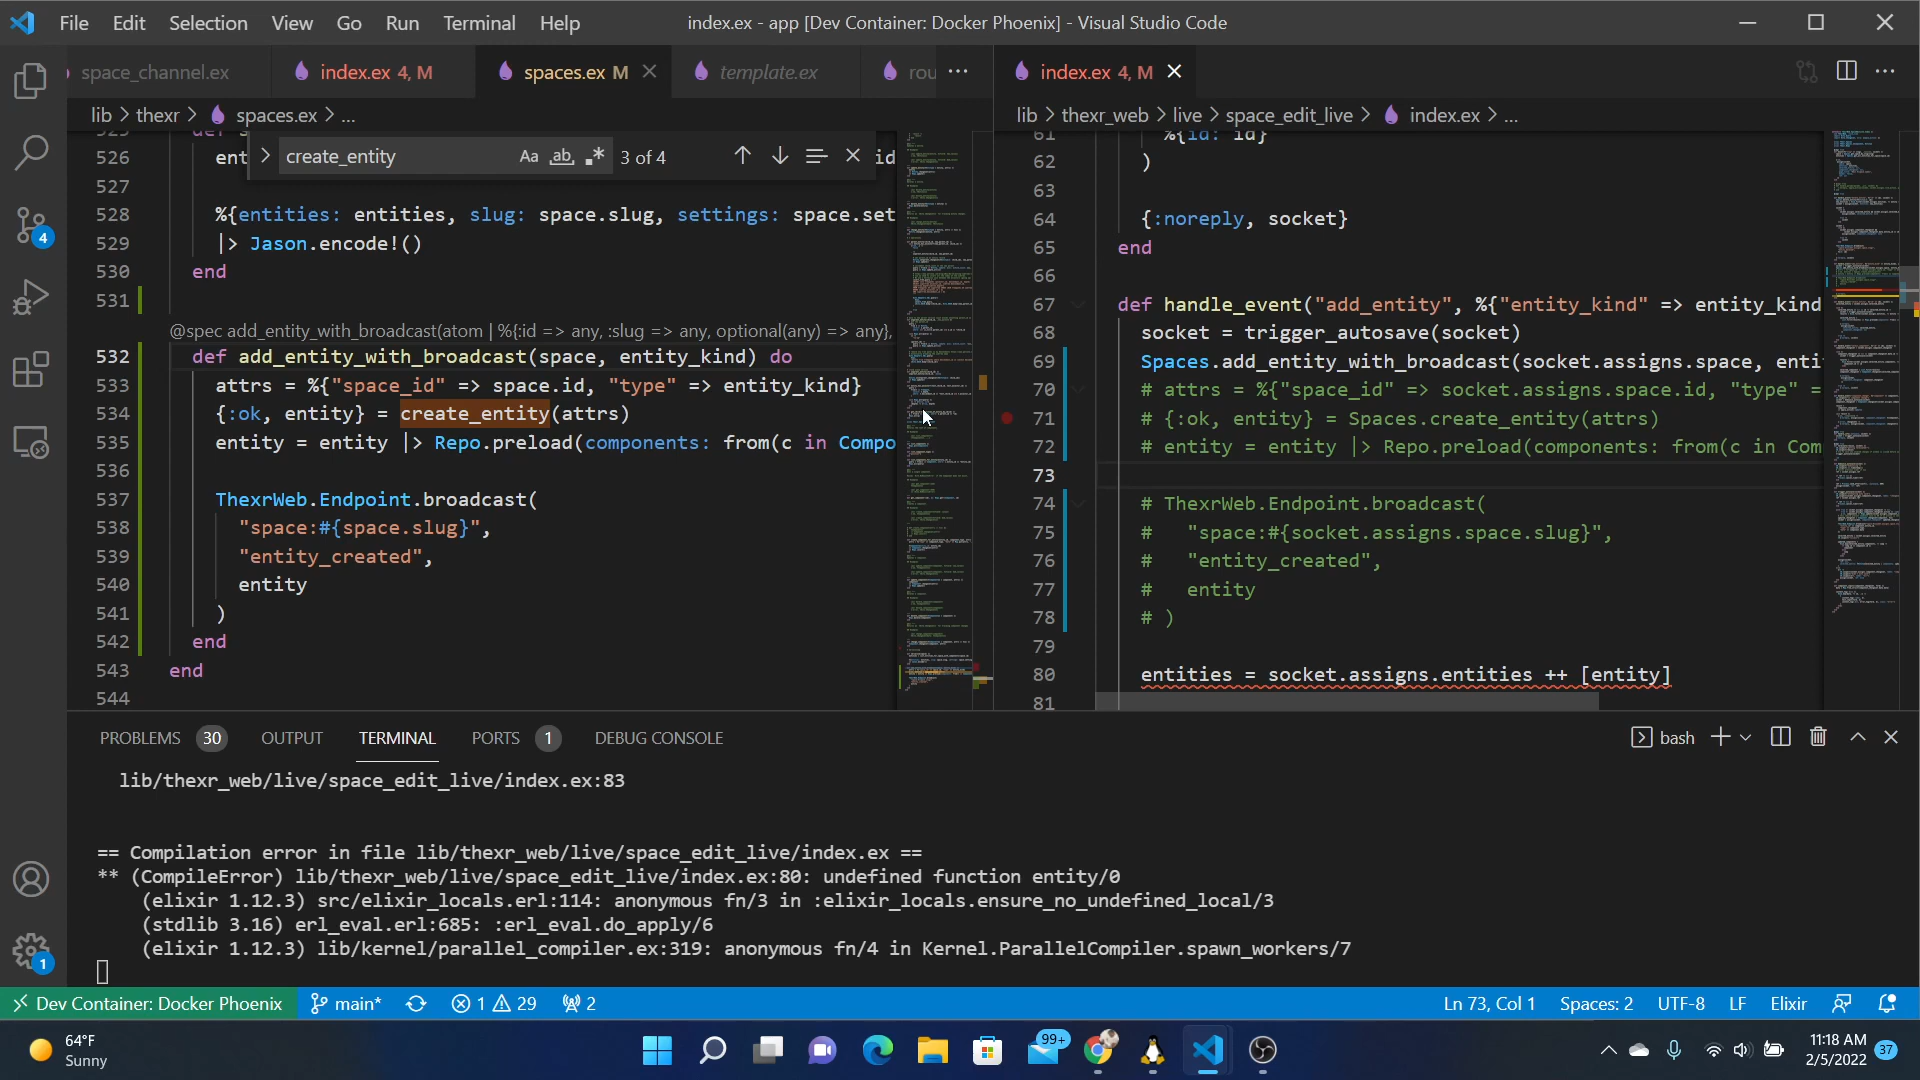 File Edit Selection View Go Run Terminal Help
index.ex - app [Dev Container: Docker Phoenix] - Visual Studio Code
space_channel.ex
index.ex 4, M
spaces.ex M
template.ex
rou
index.ex 4, M
lib > thexr > spaces.ex > ...
lib > thexr_web > live > space_edit_live > index.ex > ...
create_entity
Aa ab .*
3 of 4
526 ent id
527
528 %{entities: entities, slug: space.slug, settings: space.set
529 |> Jason.encode!()
530 end
531
@spec add_entity_with_broadcast(atom | %{:id => any, :slug => any, optional(any) => any},
532 def add_entity_with_broadcast(space, entity_kind) do
533 attrs = %{"space_id" => space.id, "type" => entity_kind}
534 {:ok, entity} = create_entity(attrs)
535 entity = entity |> Repo.preload(components: from(c in Compo
536
537 ThexrWeb.Endpoint.broadcast(
538 "space:#{space.slug}",
539 "entity_created",
540 entity
541 )
542 end
543 end
544
61 %{id: id}
62 )
63
64 {:noreply, socket}
65 end
66
67 def handle_event("add_entity", %{"entity_kind" => entity_kind
68 socket = trigger_autosave(socket)
69 Spaces.add_entity_with_broadcast(socket.assigns.space, enti
70 # attrs = %{"space_id" => socket.assigns.space.id, "type" =
71 # {:ok, entity} = Spaces.create_entity(attrs)
72 # entity = entity |> Repo.preload(components: from(c in Com
73
74 # ThexrWeb.Endpoint.broadcast(
75 #   "space:#{socket.assigns.space.slug}",
76 #   "entity_created",
77 #   entity
78 # )
79
80 entities = socket.assigns.entities ++ [entity]
81
PROBLEMS 30 OUTPUT TERMINAL PORTS 1 DEBUG CONSOLE
bash
lib/thexr_web/live/space_edit_live/index.ex:83
== Compilation error in file lib/thexr_web/live/space_edit_live/index.ex ==
** (CompileError) lib/thexr_web/live/space_edit_live/index.ex:80: undefined function entity/0
(elixir 1.12.3) src/elixir_locals.erl:114: anonymous fn/3 in :elixir_locals.ensure_no_undefined_local/3
(stdlib 3.16) erl_eval.erl:685: :erl_eval.do_apply/6
(elixir 1.12.3) lib/kernel/parallel_compiler.ex:319: anonymous fn/4 in Kernel.ParallelCompiler.spawn_workers/7
4
1
Dev Container: Docker Phoenix main* 1 29 2
Ln 73, Col 1 Spaces: 2 UTF-8 LF Elixir
64°F
Sunny
99+
11:18 AM
2/5/2022
37